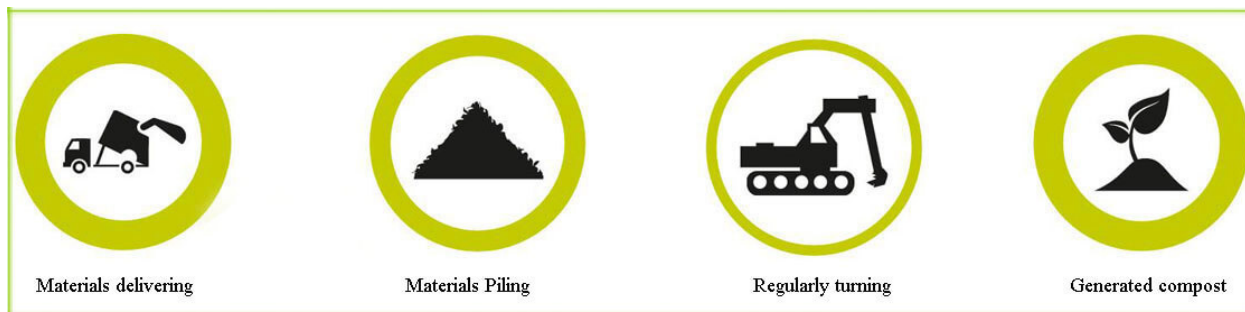 Materials delivering
Materials Piling
Regularly turning
Generated compost